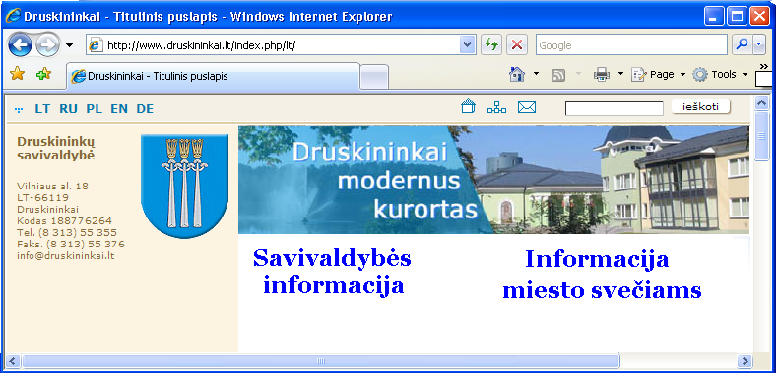 Druskininkai - Titulinis puslapis - Windows Internet Explorer
http://www.druskininkai.lt/index.php/lt/
Google
Druskininkai - Titulinis puslapis
Page
Tools
LT RU PL EN DE
ieškoti
Druskininkų
savivaldybė
Vilniaus al. 18
LT-66119
Druskininkai
Kodas 188776264
Tel. (8 313) 55 355
Faks. (8 313) 55 376
info@druskininkai.lt
Druskininkai
modernus
kurortas
Savivaldybės
informacija
Informacija
miesto svečiams